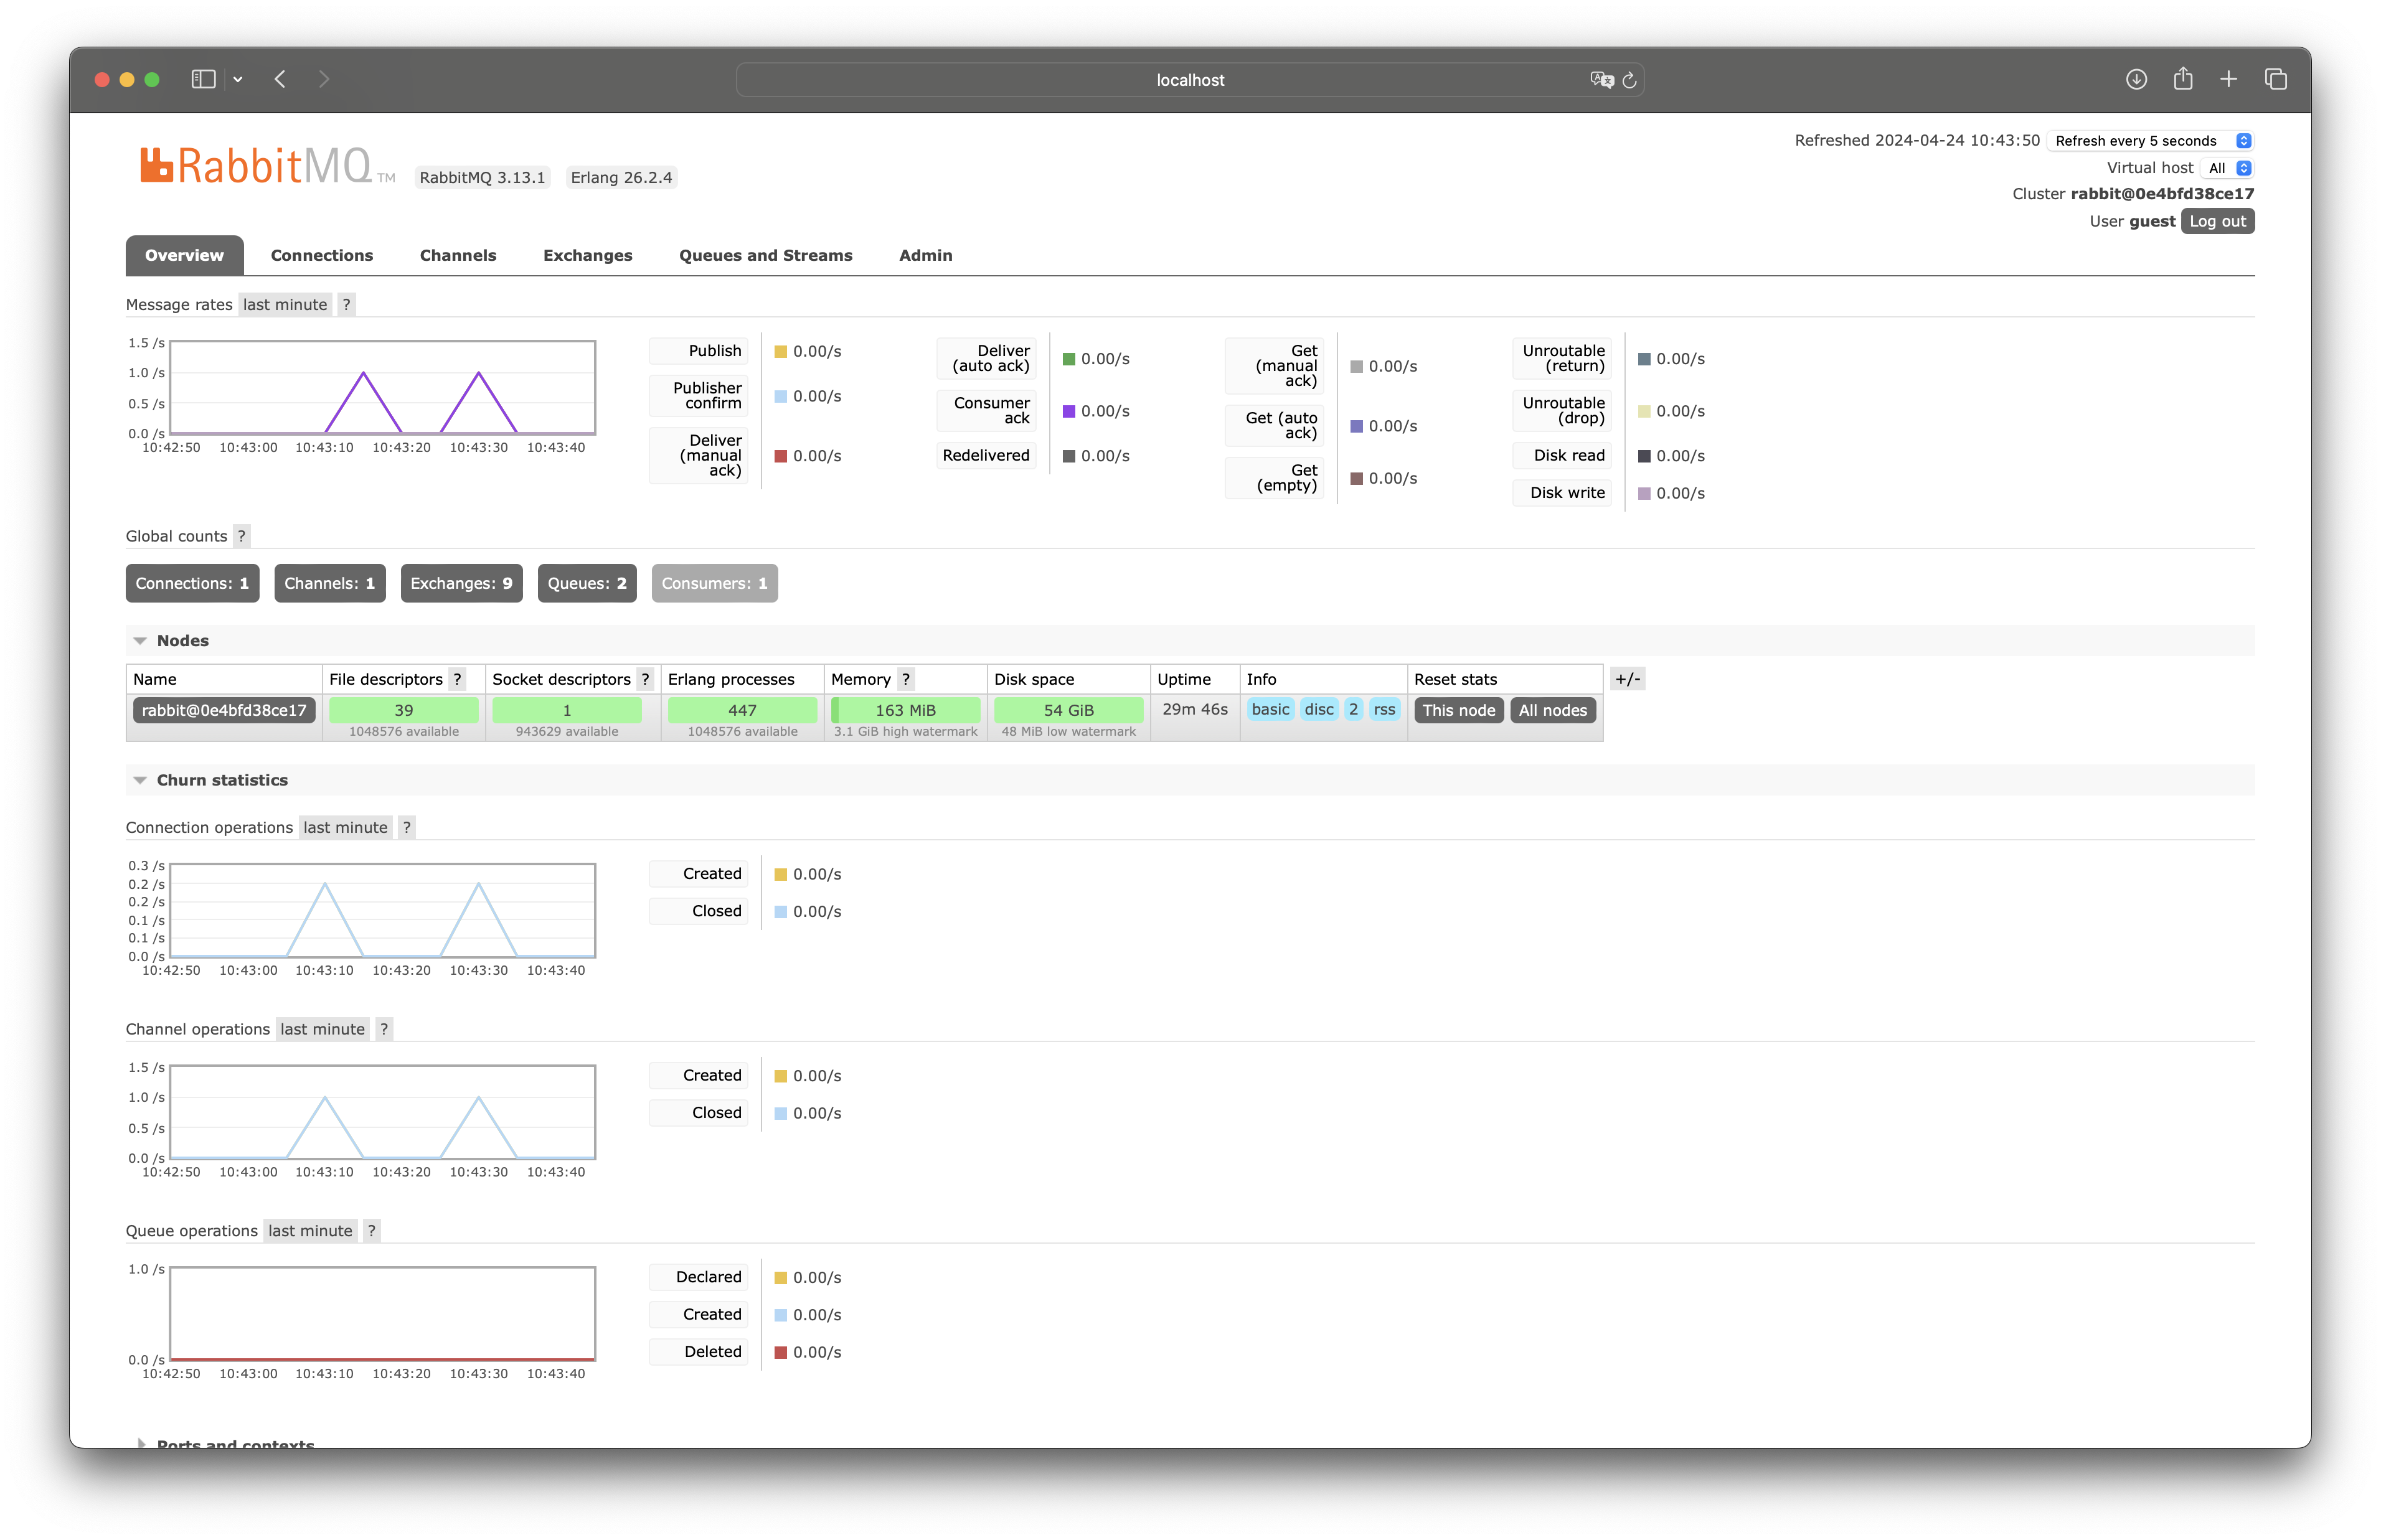 localhost
Refreshed 2024-04-24 10:43:50 Refresh every 5 seconds
Virtual host All
Cluster rabbit@0e4bfd38ce17
User guest Log out
RabbitMQ TM RabbitMQ 3.13.1 Erlang 26.2.4
Overview Connections Channels Exchanges Queues and Streams Admin
Message rates last minute ?
1.5 /s
1.0 /s
0.5 /s
0.0 /s
10:42:50 10:43:00 10:43:10 10:43:20 10:43:30 10:43:40
Publish 0.00/s
Publisher
confirm 0.00/s
Deliver
(manual
ack) 0.00/s
Deliver
(auto ack) 0.00/s
Consumer
ack 0.00/s
Redelivered 0.00/s
Get
(manual
ack) 0.00/s
Get (auto
ack) 0.00/s
Get
(empty) 0.00/s
Unroutable
(return) 0.00/s
Unroutable
(drop) 0.00/s
Disk read 0.00/s
Disk write 0.00/s
Global counts ?
Connections: 1 Channels: 1 Exchanges: 9 Queues: 2 Consumers: 1
Nodes
Name File descriptors ? Socket descriptors ? Erlang processes Memory ? Disk space Uptime Info Reset stats +/-
rabbit@0e4bfd38ce17 39 1 447 163 MiB 54 GiB 29m 46s basic disc 2 rss This node All nodes
1048576 available 943629 available 1048576 available 3.1 GiB high watermark 48 MiB low watermark
Churn statistics
Connection operations last minute ?
0.3 /s
0.2 /s
0.2 /s
0.1 /s
0.1 /s
0.0 /s
10:42:50 10:43:00 10:43:10 10:43:20 10:43:30 10:43:40
Created 0.00/s
Closed 0.00/s
Channel operations last minute ?
1.5 /s
1.0 /s
0.5 /s
0.0 /s
10:42:50 10:43:00 10:43:10 10:43:20 10:43:30 10:43:40
Created 0.00/s
Closed 0.00/s
Queue operations last minute ?
1.0 /s
0.0 /s
10:42:50 10:43:00 10:43:10 10:43:20 10:43:30 10:43:40
Declared 0.00/s
Created 0.00/s
Deleted 0.00/s
Ports and contexts